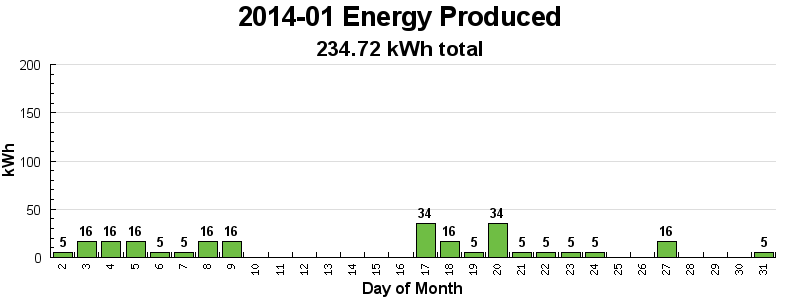 2014-01 Energy Produced
234.72 kWh total
200
150
100
50
0
kWh
5 16 16 16 5 5 16 16 34 16 5 34 5 5 5 5 16 5
2 3 4 5 6 7 8 9 10 11 12 13 14 15 16 17 18 19 20 21 22 23 24 25 26 27 28 29 30 31
Day of Month